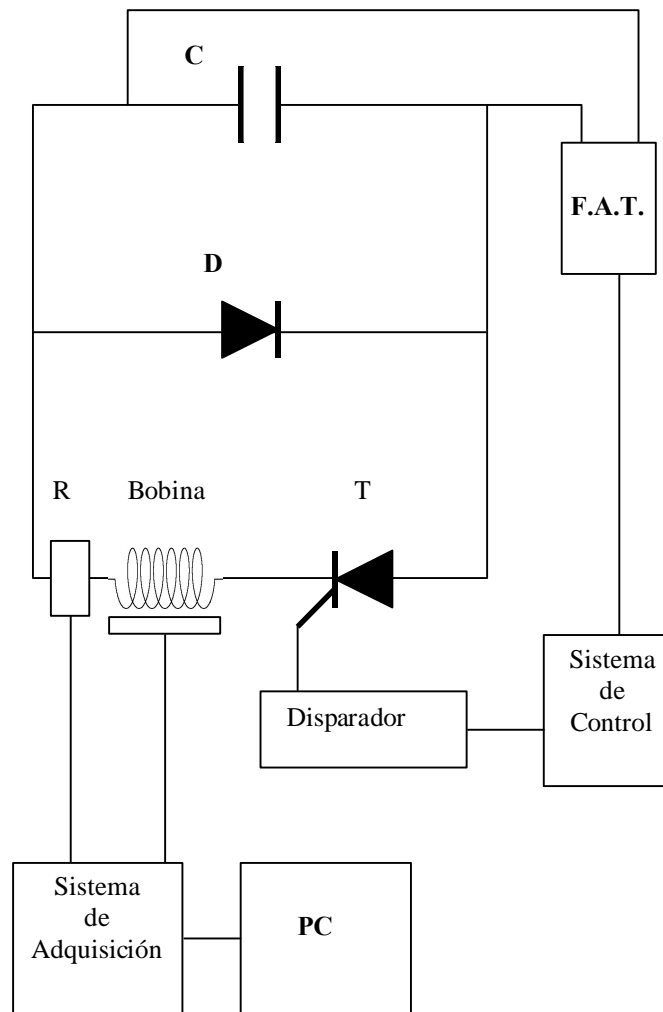 C
F.A.T.
D
R
Bobina
T
Sistema
de
Control
Disparador
Sistema
de
Adquisición
PC